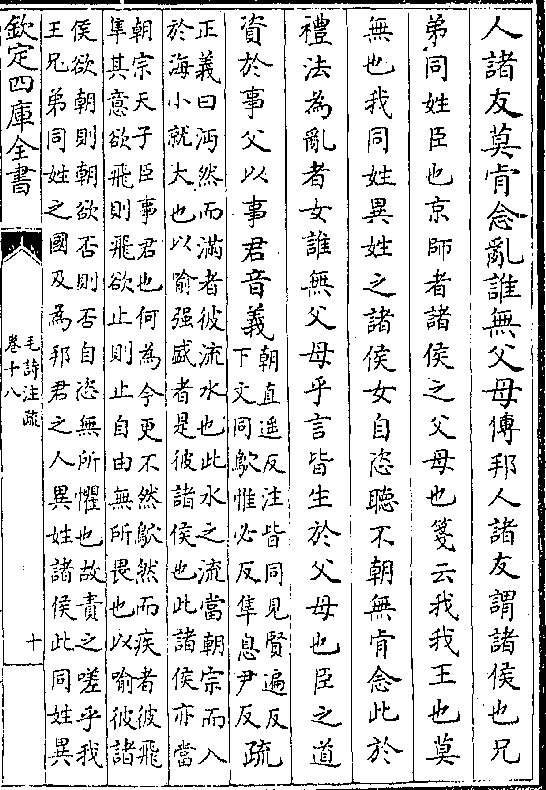 人諸友莫肯念亂誰無父母傳邦人諸友謂諸侯也兄
弟同姓臣也京師者諸侯之父母也箋云我我王也莫
無也我同姓異姓之諸侯女自恣聽不朝無肯念此於
禮法為亂者女誰無父母乎言皆生於父母也臣之道
資於事父以事君音義朝直遥反注皆同見賢遍反
下文同鴥惟必反隼息尹反疏
正義曰沔然而滿者彼流水也此水之流當朝宗而入
於海小就大也以喻强盛者是彼諸侯也此諸侯亦當
朝宗天子臣事君也何為今更不然鴥然而疾者彼飛
隼其意欲飛則飛欲止則止自由無所畏也以喻彼諸
侯欲朝則朝欲否則否自恣無所懼也故責之嗟乎我
王兄弟同姓之國及為邦君之人異姓諸侯此同姓異
欽定四庫全書
毛詩注疏
卷十八
十